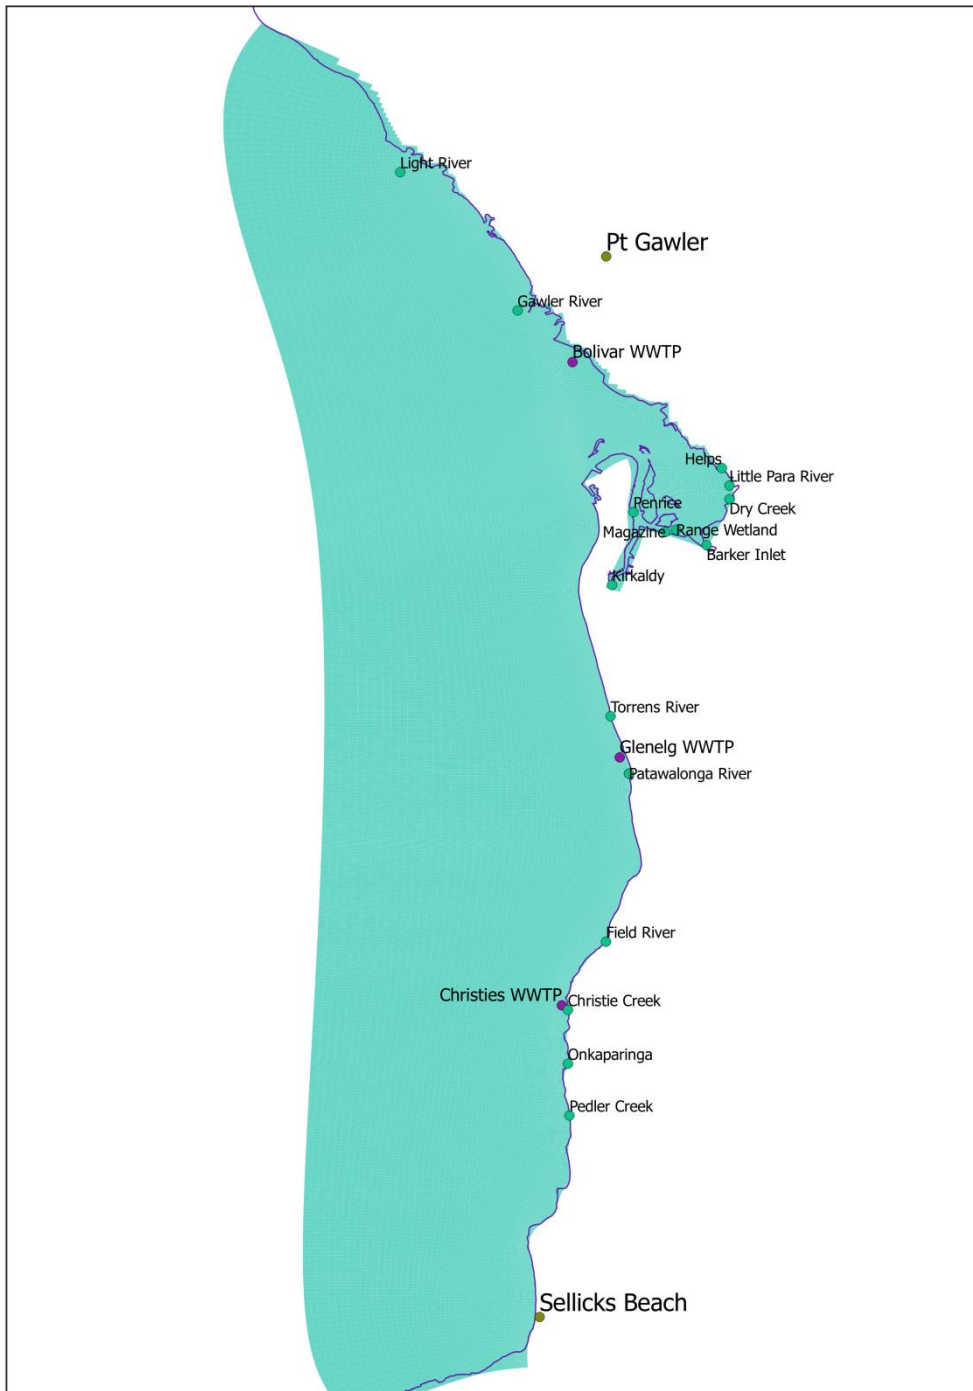 Light River
Pt Gawler
Gawler River
Bolivar WWTP
Helps
Little Para River
Penrice
Dry Creek
Magazine
Range Wetland
Barker Inlet
Kirkaldy
Torrens River
Glenelg WWTP
Patawalonga River
Field River
Christies WWTP
Christie Creek
Onkaparinga
Pedler Creek
Sellicks Beach